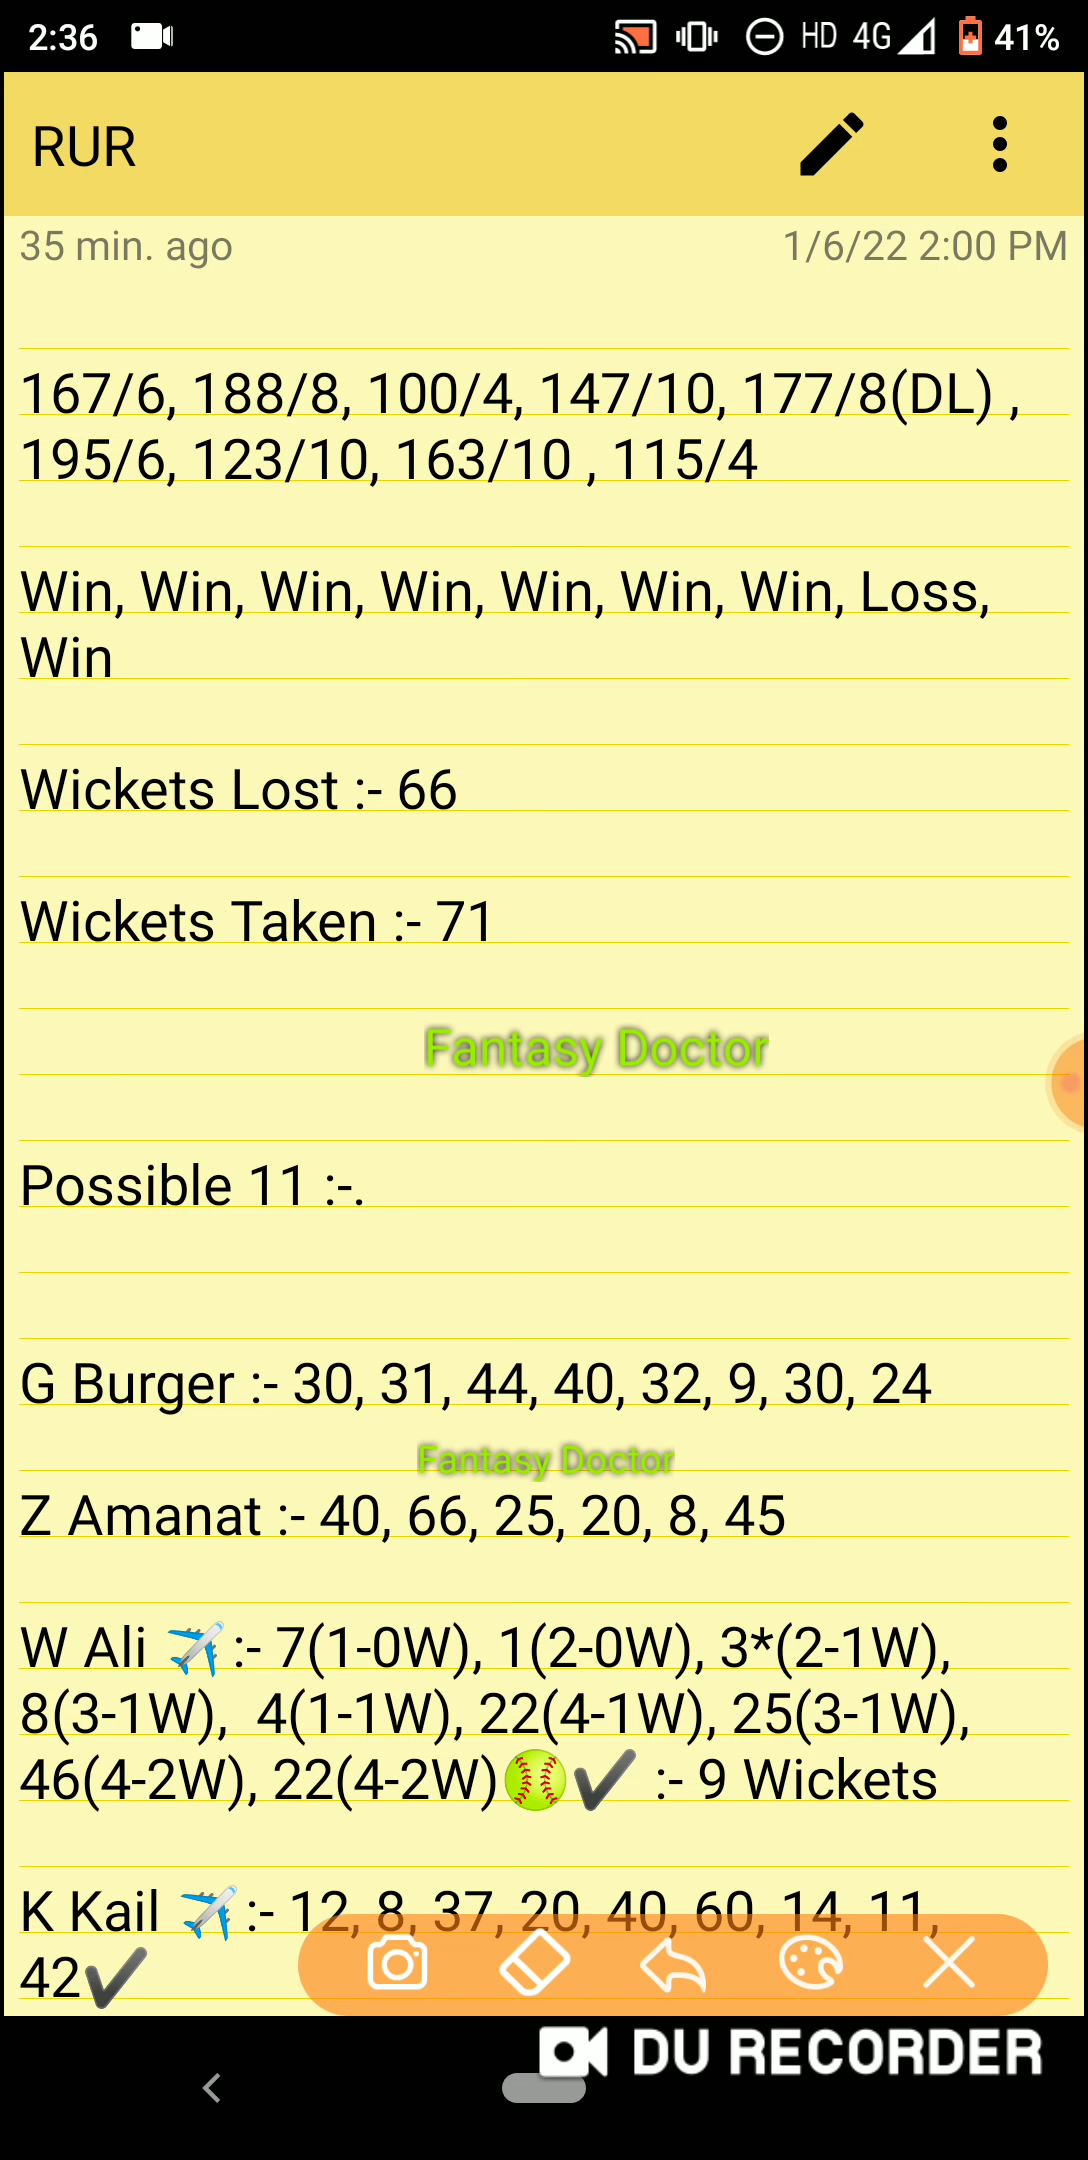 2:36 HD 4G 41%
RUR
35 min. ago 1/6/22 2:00 PM
167/6, 188/8, 100/4, 147/10, 177/8(DL) ,
195/6, 123/10, 163/10 , 115/4
Win, Win, Win, Win, Win, Win, Win, Loss,
Win
Wickets Lost :- 66
Wickets Taken :- 71
Fantasy Doctor
Possible 11 :-.
G Burger :- 30, 31, 44, 40, 32, 9, 30, 24
Fantasy Doctor
Z Amanat :- 40, 66, 25, 20, 8, 45
W Ali ✈️:- 7(1-0W), 1(2-0W), 3*(2-1W),
8(3-1W),  4(1-1W), 22(4-1W), 25(3-1W),
46(4-2W), 22(4-2W)🥎✔️ :- 9 Wickets
K Kail ✈️:- 12, 8, 37, 20, 40, 60, 14, 11,
42✔️
DU RECORDER